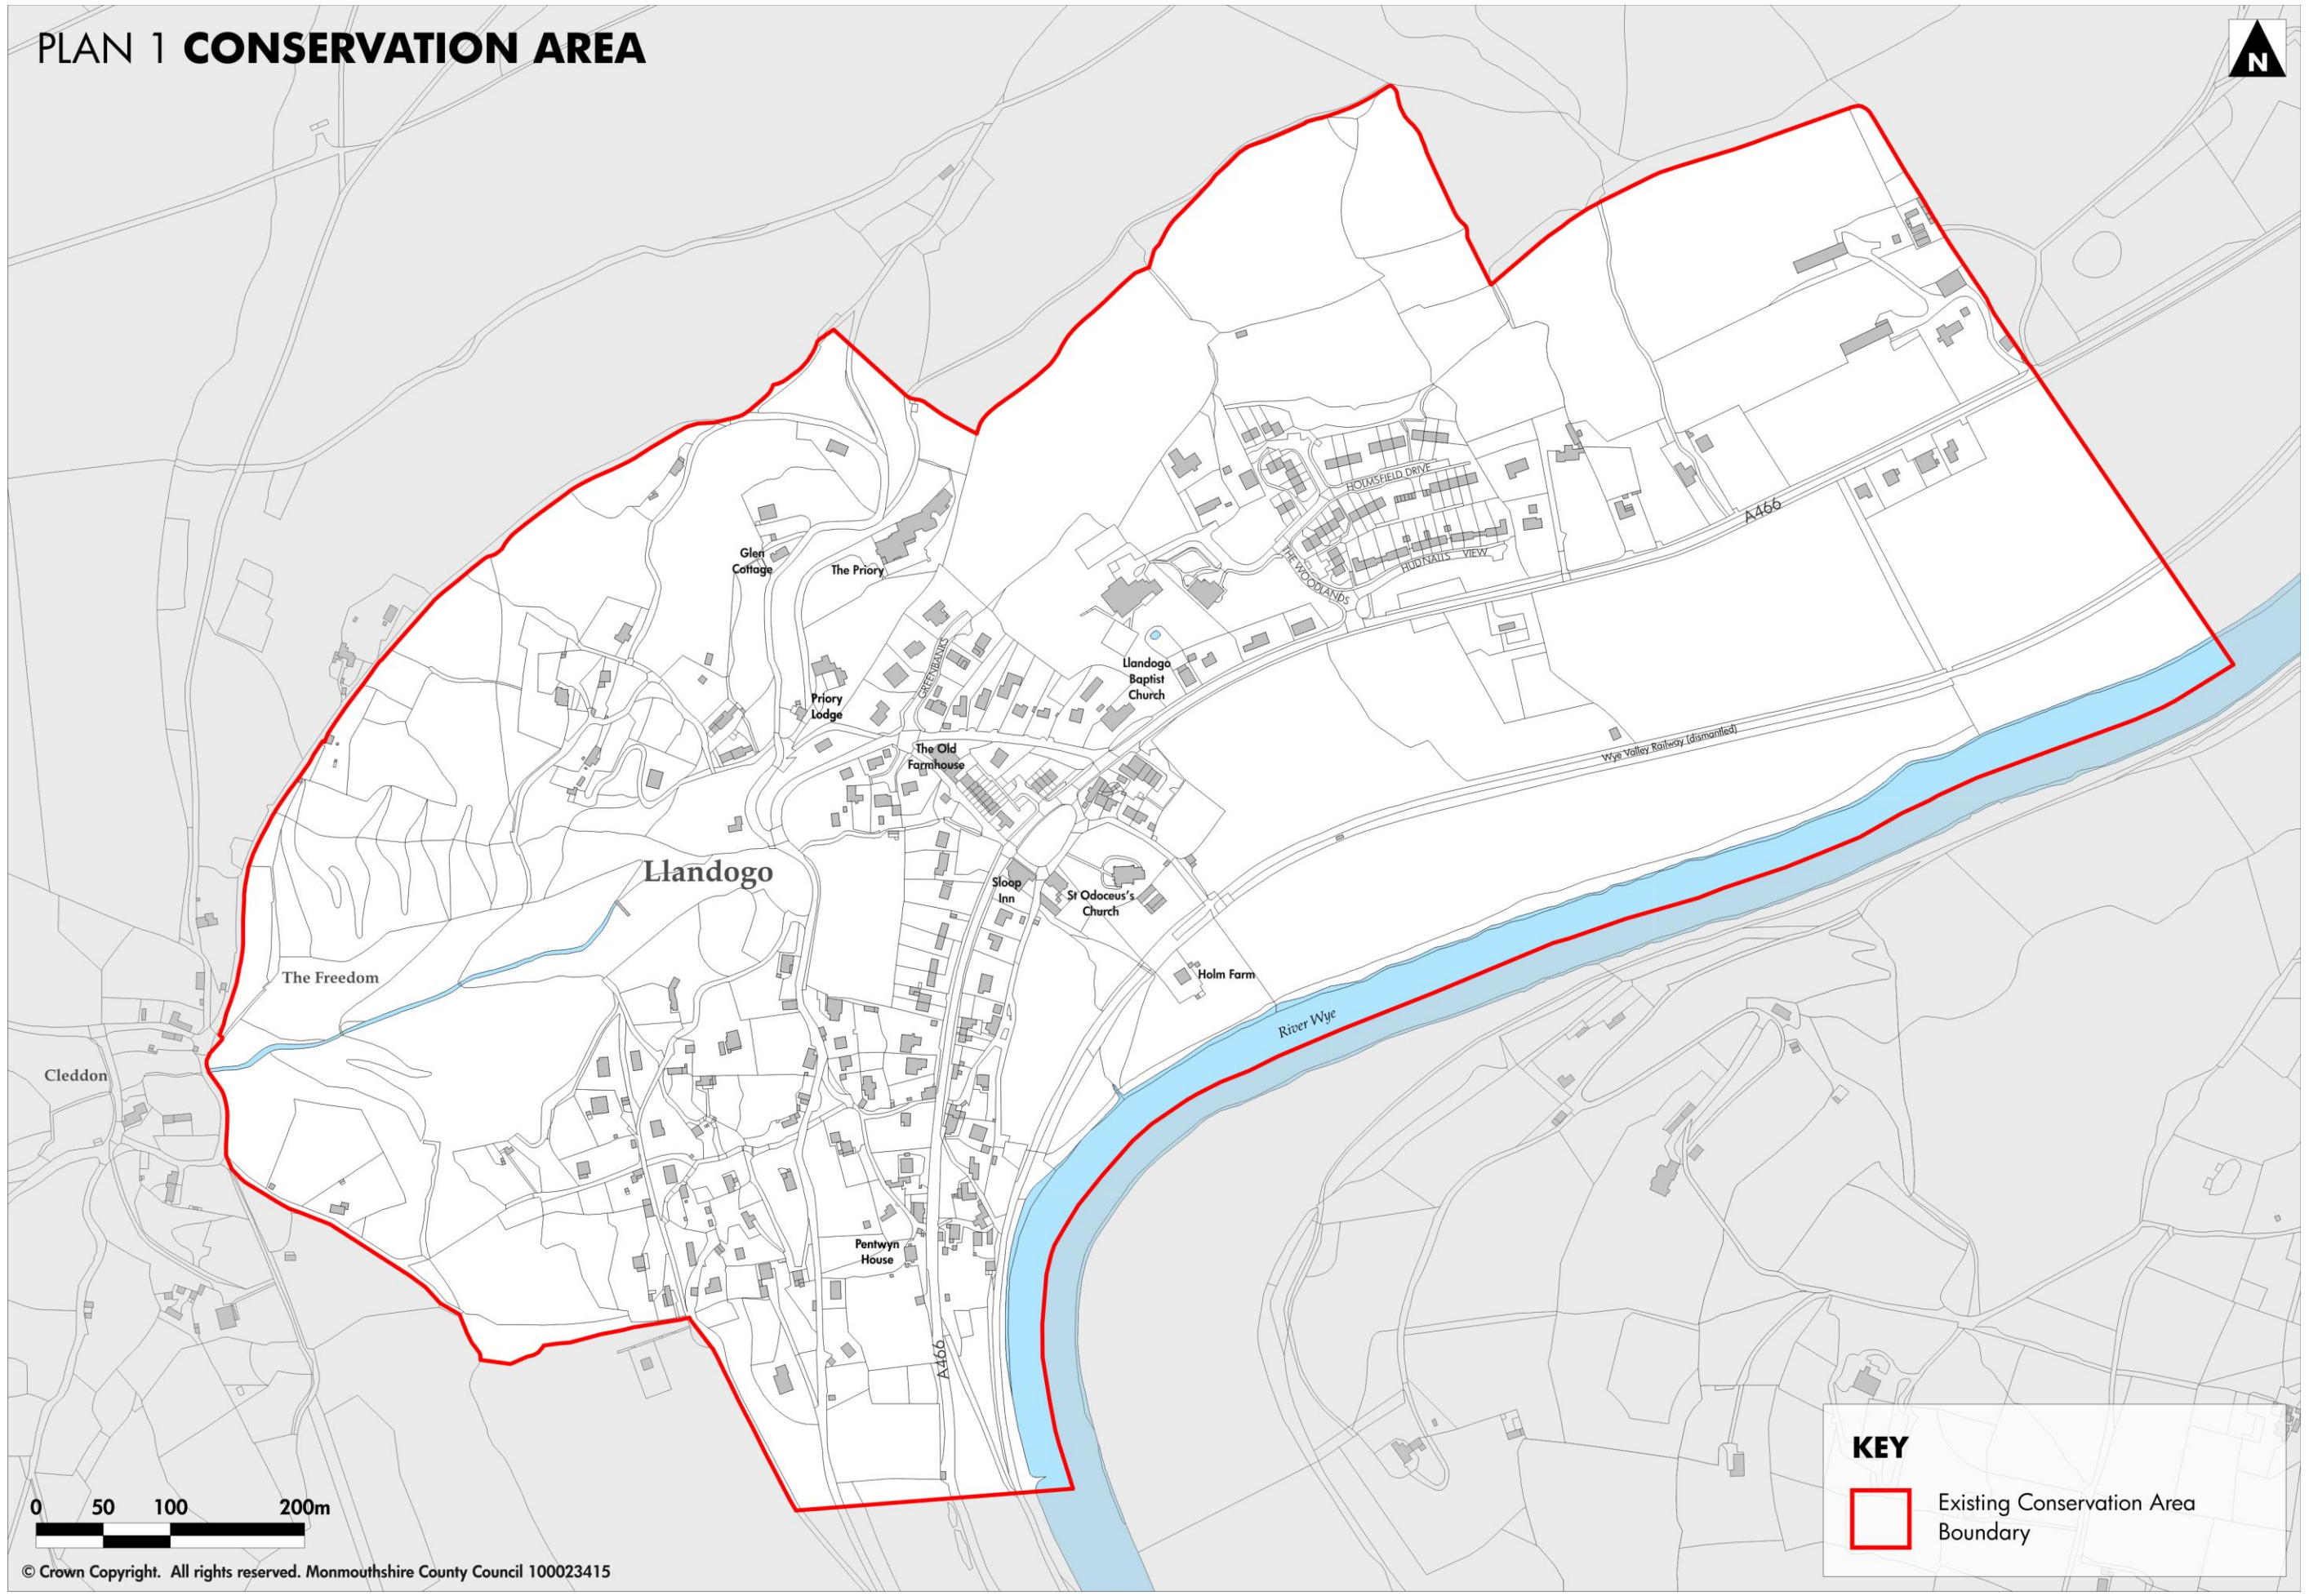 PLAN 1 CONSERVATION AREA
N
HOLMSFIELD DRIVE
A466
Glen
Cottage
The Priory
HUDNALLS VIEW
THE WOODLANDS
GREENBANKS
Llandogo
Baptist
Church
Priory
Lodge
The Old
Farmhouse
Wye Valley Railway (dismantled)
Llandogo
Sloop
Inn
St Odoceus's
Church
The Freedom
Holm Farm
River Wye
Cleddon
Pentwyn
House
A466
KEY
Existing Conservation Area
Boundary
0 50 100 200m
© Crown Copyright. All rights reserved. Monmouthshire County Council 100023415